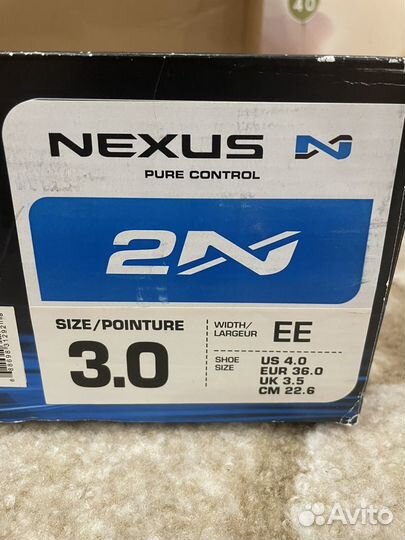 40
NEXUS N
PURE CONTROL
2N
SIZE/POINTURE
3.0
WIDTH/
LARGEUR
EE
SHOE
SIZE
US 4.0
EUR 36.0
UK 3.5
CM 22.6
Avito